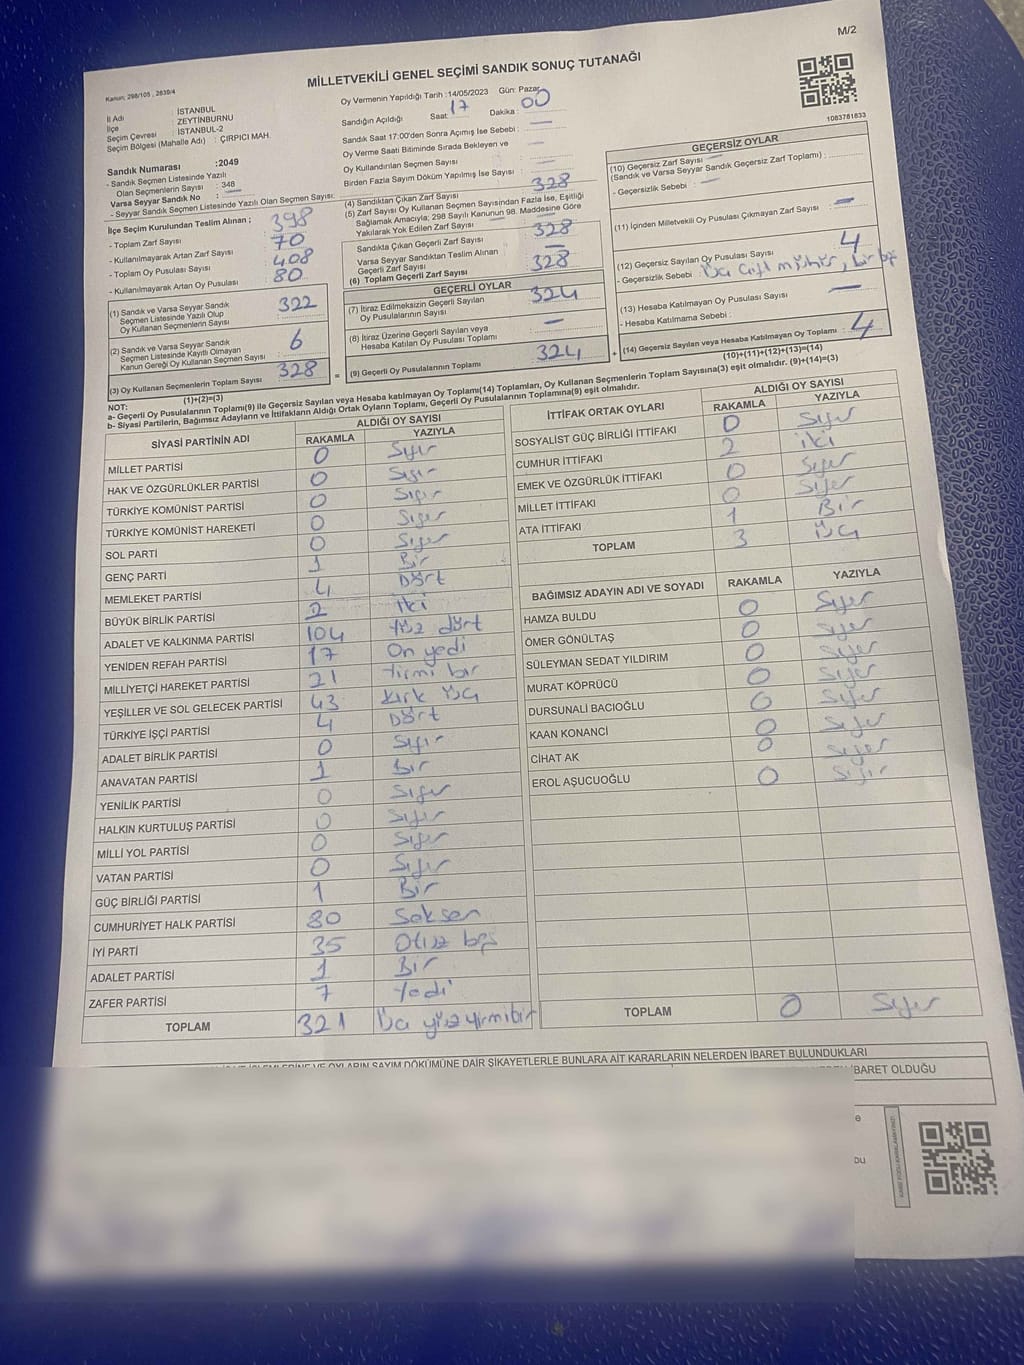 M/2
MİLLETVEKİLİ GENEL SEÇİMİ SANDIK SONUÇ TUTANAĞI
Kanun: 298/105 , 2839/4
İl Adı : İSTANBUL
İlçe : ZEYTİNBURNU
Seçim Çevresi : İSTANBUL-2
Seçim Bölgesi (Mahalle Adı) : ÇIRPICI MAH.
Sandık Numarası :2049
- Sandık Seçmen Listesinde Yazılı
Olan Seçmenlerin Sayısı : 348
Varsa Seyyar Sandık No : —
- Seyyar Sandık Seçmen Listesinde Yazılı Olan Seçmen Sayısı:
İlçe Seçim Kurulundan Teslim Alınan ;
- Toplam Zarf Sayısı 398
- Kullanılmayarak Artan Zarf Sayısı 70
- Toplam Oy Pusulası Sayısı 408
- Kullanılmayarak Artan Oy Pusulası 80
(1) Sandık ve Varsa Seyyar Sandık
Seçmen Listesinde Yazılı Olup
Oy Kullanan Seçmenlerin Sayısı 322
(2) Sandık ve Varsa Seyyar Sandık
Seçmen Listesinde Kayıtlı Olmayan
Kanun Gereği Oy Kullanan Seçmen Sayısı 6
(3) Oy Kullanan Seçmenlerin Toplam Sayısı 328
(1)+(2)=(3)
Oy Vermenin Yapıldığı Tarih :14/05/2023 Gün: Pazar
Sandığın Açıldığı Saat 17 Dakika : 00
Sandık Saat 17:00'den Sonra Açımış Ise Sebebi : —
Oy Verme Saati Bitiminde Sırada Bekleyen ve
Oy Kullandırılan Seçmen Sayısı —
Birden Fazla Sayım Döküm Yapılmış İse Sayısı : —
(4) Sandıktan Çıkan Zarf Sayısı 328
(5) Zarf Sayısı Oy Kullanan Seçmen Sayısından Fazla İse, Eşitliği
Sağlamak Amacıyla; 298 Sayılı Kanunun 98. Maddesine Göre
Yakılarak Yok Edilen Zarf Sayısı —
Sandıkta Çıkan Geçerli Zarf Sayısı 328
Varsa Seyyar Sandıktan Teslim Alınan
Geçerli Zarf Sayısı —
(6) Toplam Geçerli Zarf Sayısı 328
GEÇERLİ OYLAR
(7) İtiraz Edilmeksizin Geçerli Sayılan
Oy Pusulalarının Sayısı 324
(8) İtiraz Üzerine Geçerli Sayılan veya
Hesaba Katılan Oy Pusulası Toplamı —
= (9) Geçerli Oy Pusulalarının Toplamı 324
1083781833
GEÇERSİZ OYLAR
(10) Geçersiz Zarf Sayısı —
(Sandık ve Varsa Seyyar Sandık Geçersiz Zarf Toplamı) :
- Geçersizlik Sebebi : —
(11) İçinden Milletvekili Oy Pusulası Çıkmayan Zarf Sayısı —
(12) Geçersiz Sayılan Oy Pusulası Sayısı 4
- Geçersizlik Sebebi : Üç çift mühür, bir
(13) Hesaba Katılmayan Oy Pusulası Sayısı —
- Hesaba Katılmama Sebebi :
+ (14) Geçersiz Sayılan veya Hesaba Katılmayan Oy Toplamı : 4
(10)+(11)+(12)+(13)=(14)
NOT:
a- Geçerli Oy Pusulalarının Toplamı(9) ile Geçersiz Sayılan veya Hesaba katılmayan Oy Toplamı(14) Toplamları, Oy Kullanan Seçmenlerin Toplam Sayısına(3) eşit olmalıdır. (9)+(14)=(3)
b- Siyasi Partilerin, Bağımsız Adayların ve İttifakların Aldığı Ortak Oyların Toplamı, Geçerli Oy Pusulalarının Toplamına(9) eşit olmalıdır.
SİYASİ PARTİNİN ADI ALDIĞI OY SAYISI
RAKAMLA YAZIYLA
MİLLET PARTİSİ 0 Sıfır
HAK VE ÖZGÜRLÜKLER PARTİSİ 0 Sıfır
TÜRKİYE KOMÜNİST PARTİSİ 0 Sıfır
TÜRKİYE KOMÜNİST HAREKETİ 0 Sıfır
SOL PARTİ 0 Sıfır
GENÇ PARTİ 1 Bir
MEMLEKET PARTİSİ 4 Dört
BÜYÜK BİRLİK PARTİSİ 2 İki
ADALET VE KALKINMA PARTİSİ 104 Yüz dört
YENİDEN REFAH PARTİSİ 17 On yedi
MİLLİYETÇİ HAREKET PARTİSİ 21 Yirmi bir
YEŞİLLER VE SOL GELECEK PARTİSİ 43 Kırk üç
TÜRKİYE İŞÇİ PARTİSİ 4 Dört
ADALET BİRLİK PARTİSİ 0 Sıfır
ANAVATAN PARTİSİ 1 Bir
YENİLİK PARTİSİ 0 Sıfır
HALKIN KURTULUŞ PARTİSİ 0 Sıfır
MİLLİ YOL PARTİSİ 0 Sıfır
VATAN PARTİSİ 0 Sıfır
GÜÇ BİRLİĞİ PARTİSİ 1 Bir
CUMHURİYET HALK PARTİSİ 80 Seksen
İYİ PARTİ 35 Otuz beş
ADALET PARTİSİ 1 Bir
ZAFER PARTİSİ 7 Yedi
TOPLAM 321 Üç yüz yirmi bir
İTTİFAK ORTAK OYLARI ALDIĞI OY SAYISI
RAKAMLA YAZIYLA
SOSYALİST GÜÇ BİRLİĞİ İTTİFAKI 0 Sıfır
CUMHUR İTTİFAKI 2 iki
EMEK VE ÖZGÜRLÜK İTTİFAKI 0 Sıfır
MİLLET İTTİFAKI 0 Sıfır
ATA İTTİFAKI 1 Bir
TOPLAM 3 Üç
BAĞIMSIZ ADAYIN ADI VE SOYADI RAKAMLA YAZIYLA
HAMZA BULDU 0 Sıfır
ÖMER GÖNÜLTAŞ 0 Sıfır
SÜLEYMAN SEDAT YILDIRIM 0 Sıfır
MURAT KÖPRÜCÜ 0 Sıfır
DURSUNALİ BACIOĞLU 0 Sıfır
KAAN KONANCİ 0 Sıfır
CİHAT AK 0 Sıfır
EROL AŞUCUOĞLU 0 Sıfır
TOPLAM 0 Sıfır
OYLARIN SAYIM DÖKÜMÜNE DAİR ŞİKAYETLERLE BUNLARA AİT KARARLARIN NELERDEN İBARET BULUNDUKLARI
İBARET OLDUĞU